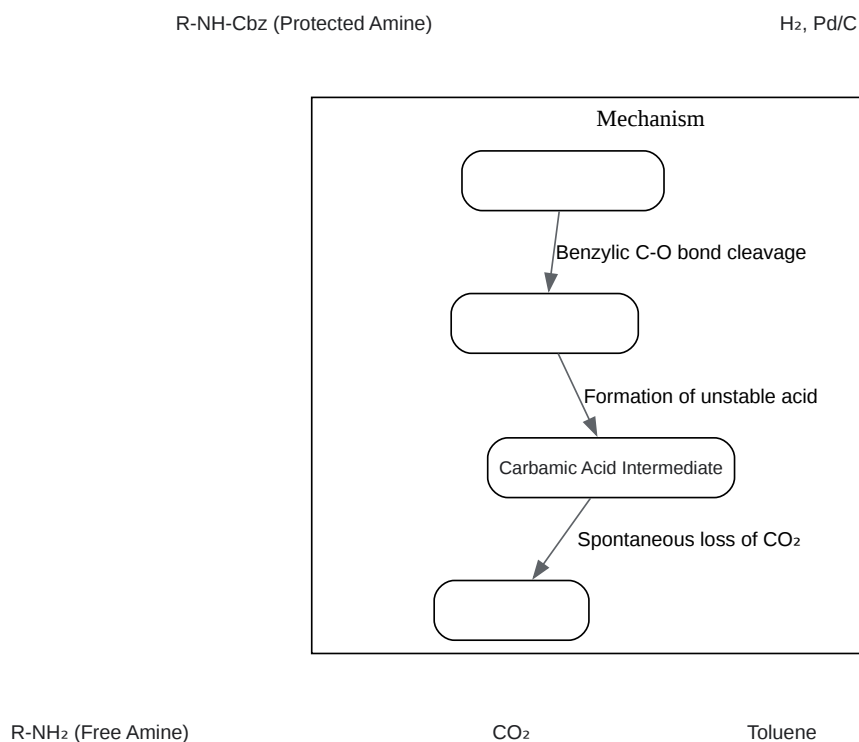 R-NH-Cbz (Protected Amine) H₂, Pd/C
Mechanism
Benzylic C-O bond cleavage
Formation of unstable acid
Carbamic Acid Intermediate
Spontaneous loss of CO₂
R-NH₂ (Free Amine) CO₂ Toluene